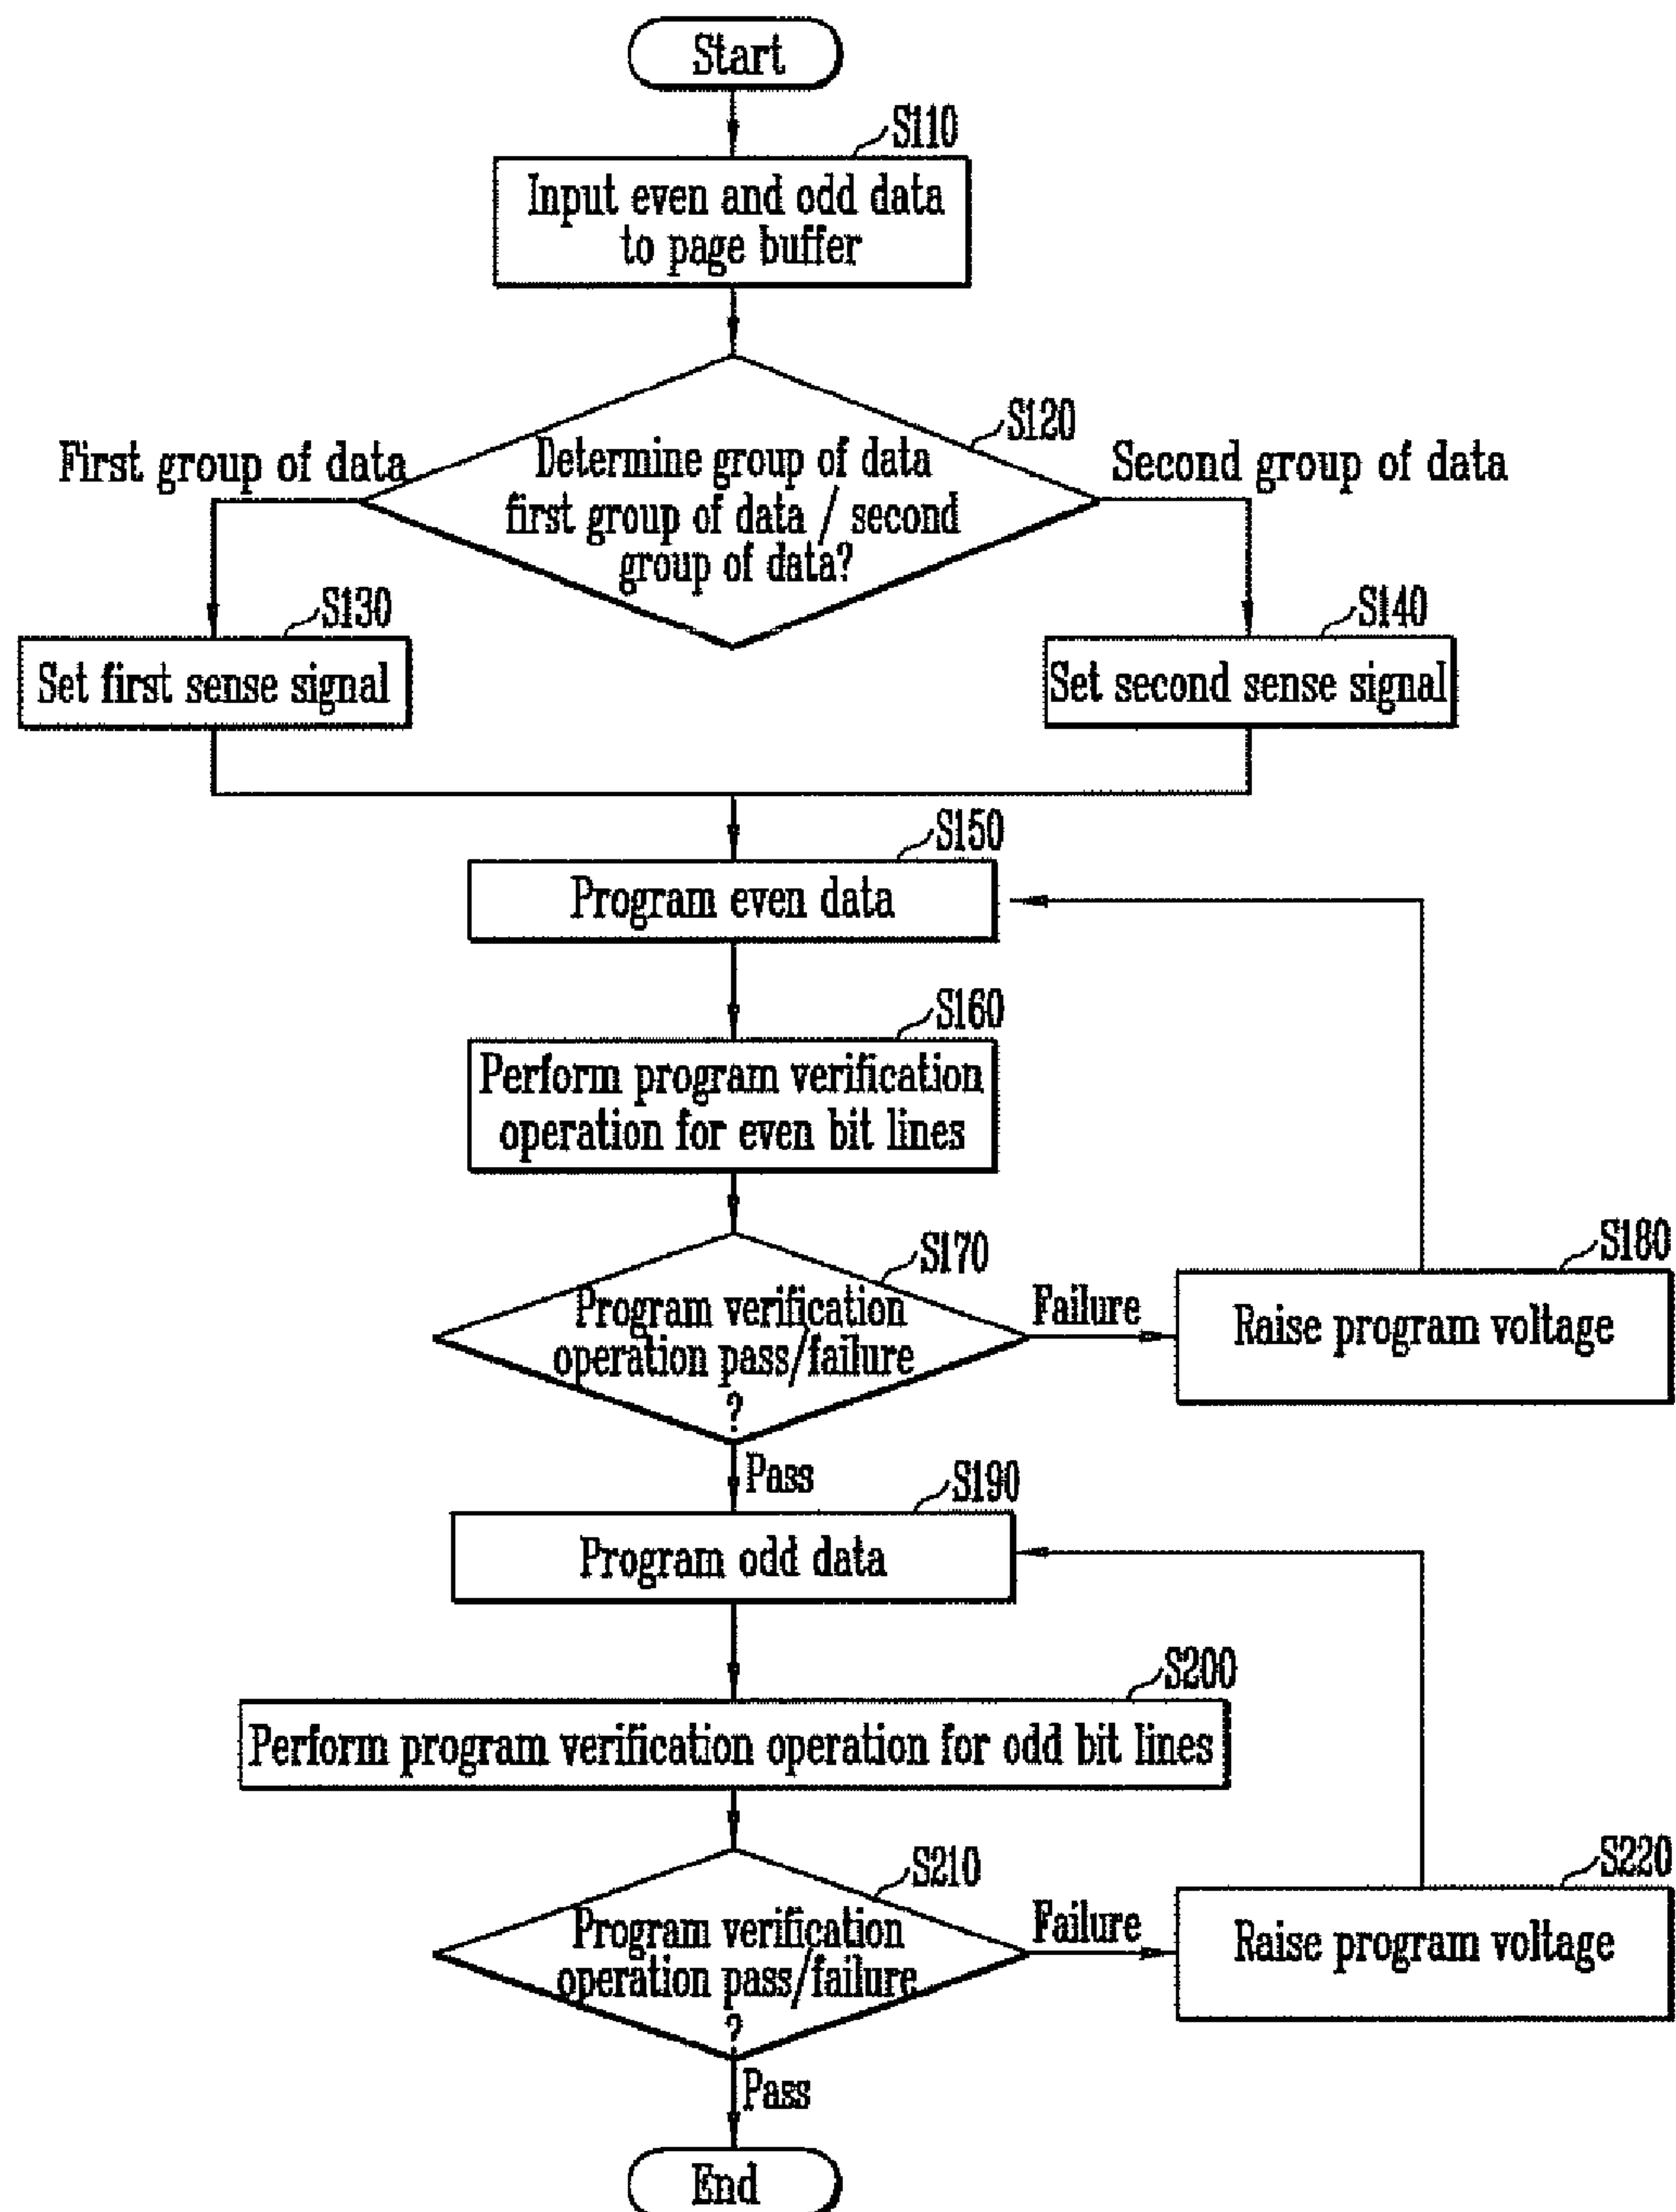 Start
S110
Input even and odd data
to page buffer
S120
First group of data
Second group of data
Determine group of data
first group of data / second
group of data?
S130
S140
Set first sense signal
Set second sense signal
S150
Program even data
S160
Perform program verification
operation for even bit lines
S170
S180
Program verification
operation pass/failure
?
Failure
Raise program voltage
Pass
S190
Program odd data
S200
Perform program verification operation for odd bit lines
S210
S220
Program verification
operation pass/failure
?
Failure
Raise program voltage
Pass
End